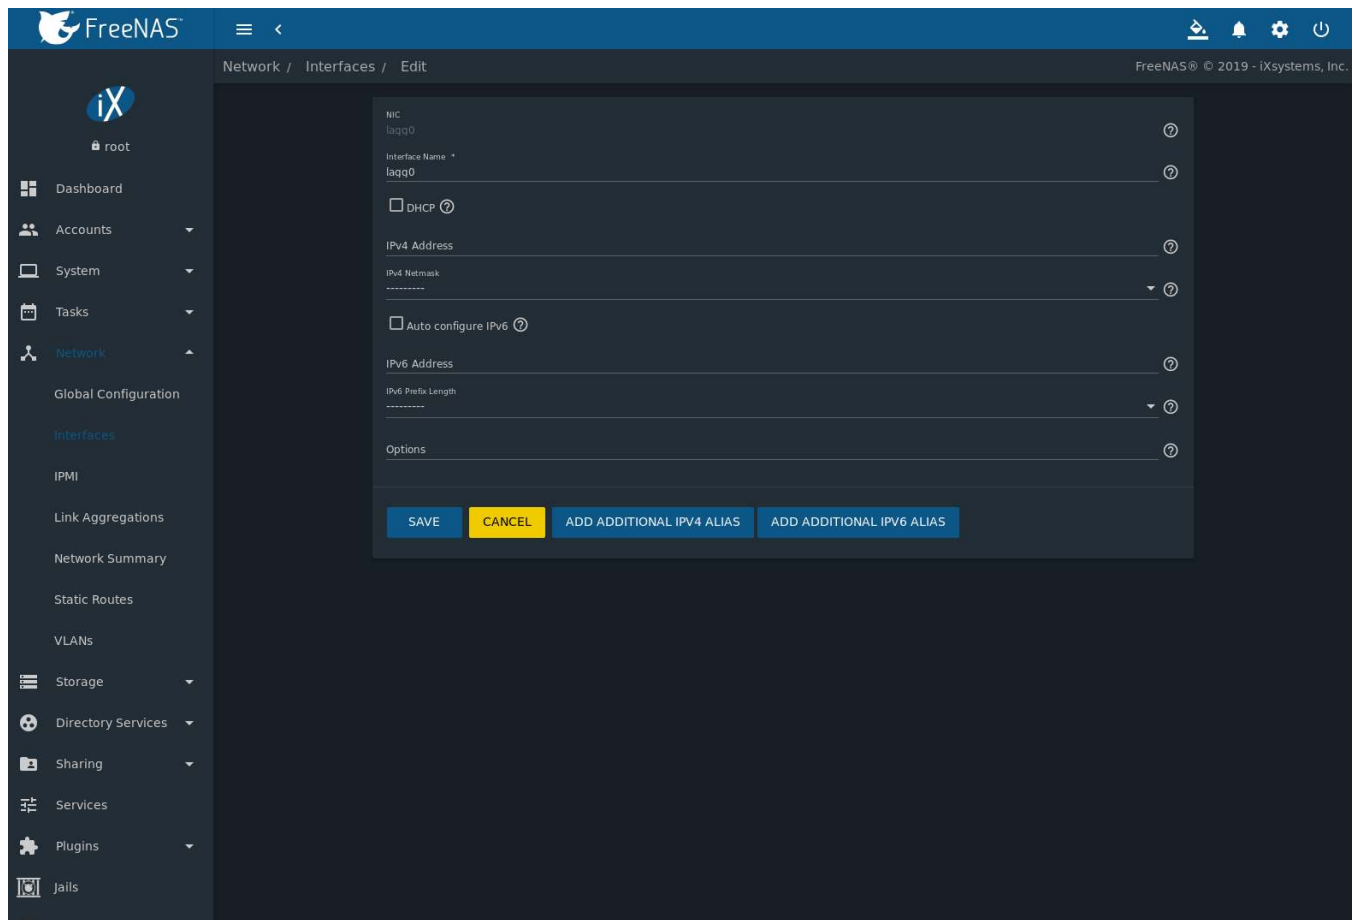 FreeNAS
Network / Interfaces / Edit
FreeNAS® © 2019 - iXsystems, Inc.
iX
root
Dashboard
Accounts
System
Tasks
Network
Global Configuration
Interfaces
IPMI
Link Aggregations
Network Summary
Static Routes
VLANs
Storage
Directory Services
Sharing
Services
Plugins
Jails
NIC
lagg0
Interface Name *
lagg0
DHCP
IPv4 Address
IPv4 Netmask
---------
Auto configure IPv6
IPv6 Address
IPv6 Prefix Length
---------
Options
SAVE CANCEL ADD ADDITIONAL IPV4 ALIAS ADD ADDITIONAL IPV6 ALIAS